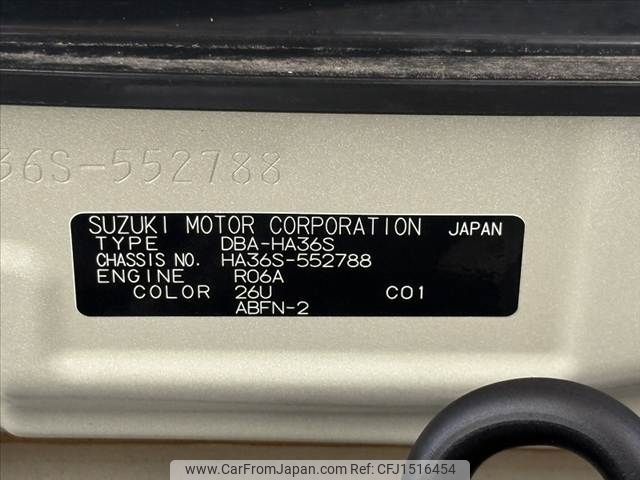 36S-552788
SUZUKI MOTOR CORPORATION JAPAN
TYPE DBA-HA36S
CHASSIS NO. HA36S-552788
ENGINE R06A
COLOR 26U C01
ABFN-2
www.CarFromJapan.com photo CFJ1516454